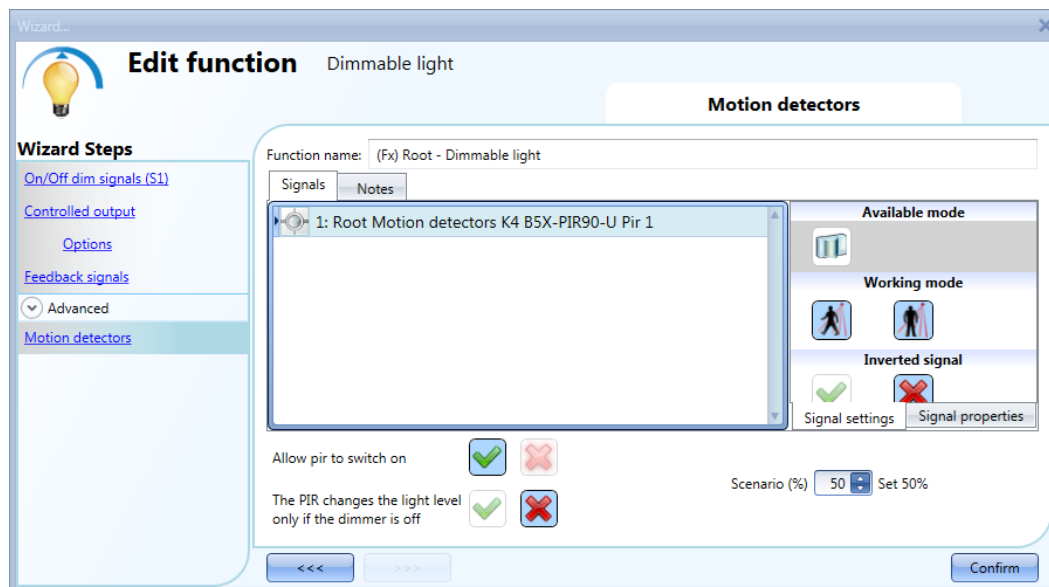 Wizard...
Edit function Dimmable light
Motion detectors
Wizard Steps
On/Off dim signals (S1)
Controlled output
Options
Feedback signals
Advanced
Motion detectors
Function name: (Fx) Root - Dimmable light
Signals Notes
1: Root Motion detectors K4 B5X-PIR90-U Pir 1
Available mode
Working mode
Inverted signal
Signal settings Signal properties
Allow pir to switch on
The PIR changes the light level
only if the dimmer is off
Scenario (%) 50 Set 50%
<<< >>> Confirm